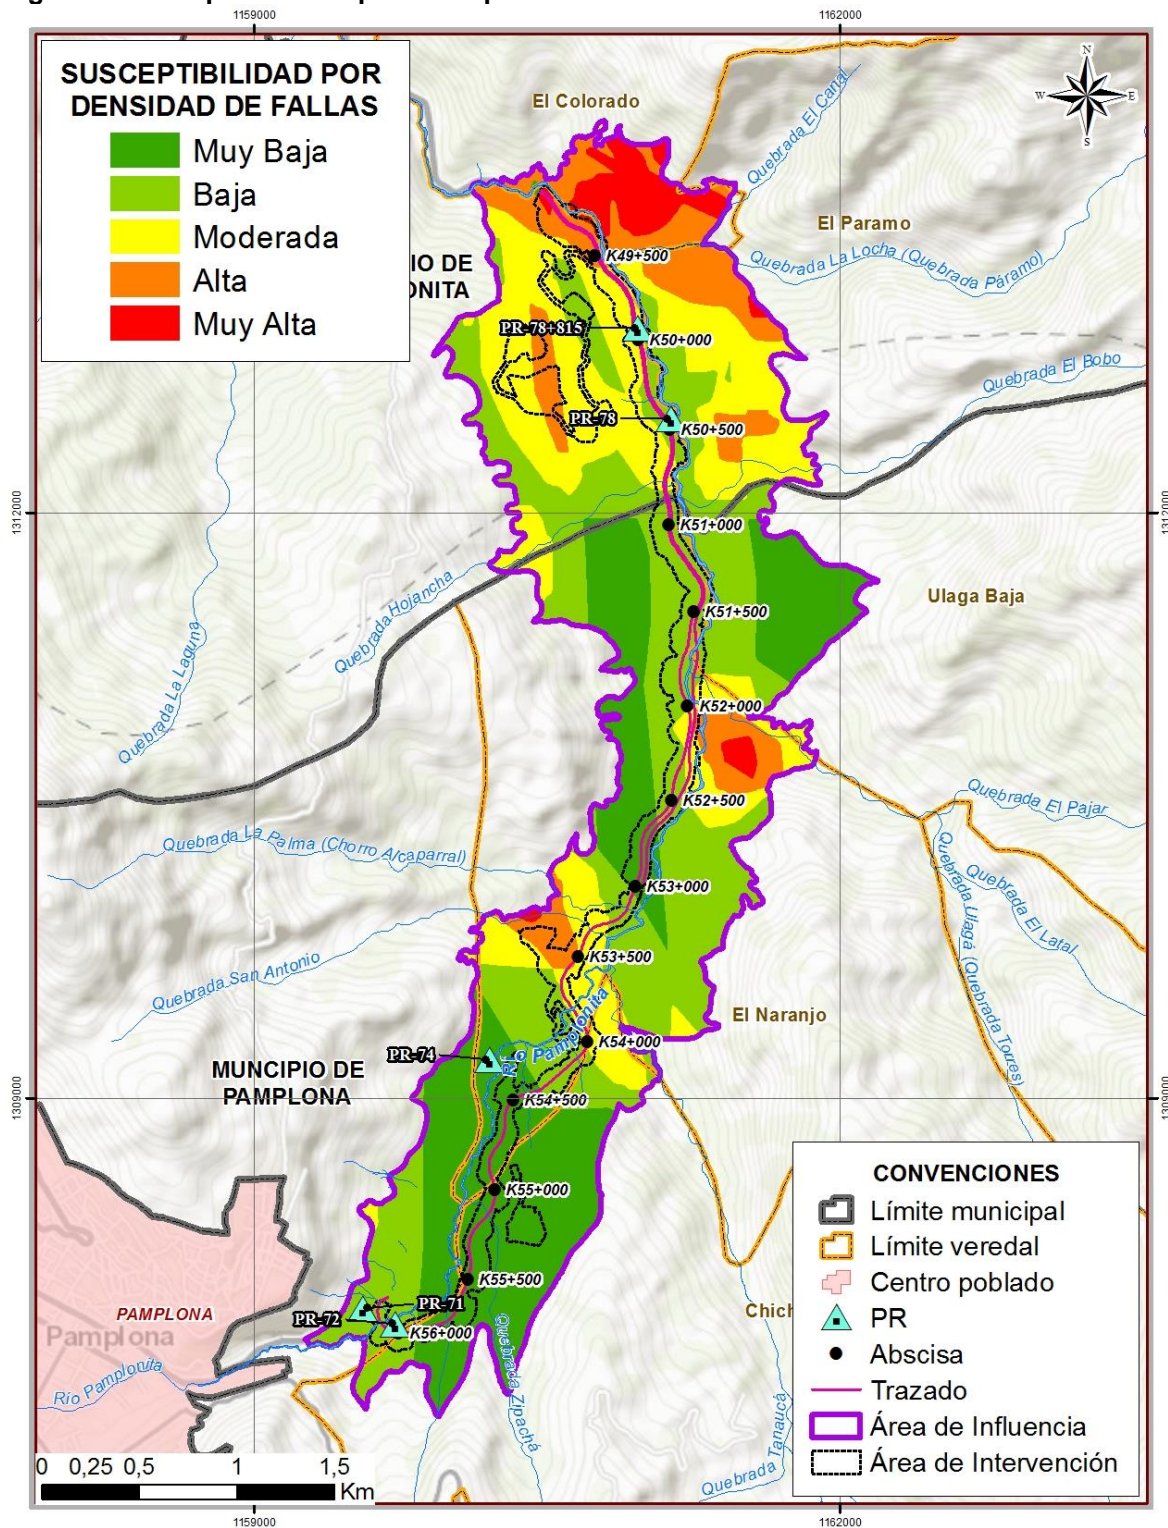 1159000
1162000
SUSCEPTIBILIDAD POR
DENSIDAD DE FALLAS
Muy Baja
Baja
Moderada
Alta
Muy Alta
N
W
E
S
El Colorado
Quebrada El Canal
El Paramo
Quebrada La Locha (Quebrada Páramo)
IO DE
ONITA
K49+500
PR-78+815
K50+000
Quebrada El Bobo
PR-78
K50+500
1312000
1312000
K51+000
Quebrada Hojancha
Quebrada La Laguna
Ulaga Baja
K51+500
K52+000
K52+500
Quebrada El Pajar
Quebrada La Palma (Chorro Alcaparral)
Quebrada El Latal
Quebrada Ulagá (Quebrada Torres)
K53+000
K53+500
Quebrada San Antonio
El Naranjo
Río Pamplonita
K54+000
PR-74
MUNCIPIO DE
PAMPLONA
1309000
1309000
K54+500
K55+000
K55+500
PR-71
PR-72
K56+000
PAMPLONA
Pamplona
Río Pamplonita
Quebrada Zipachá
Chich
Quebrada Tanaucá
CONVENCIONES
Límite municipal
Límite veredal
Centro poblado
PR
Abscisa
Trazado
Área de Influencia
Área de Intervención
0 0,25 0,5 1 1,5
Km
1159000
1162000